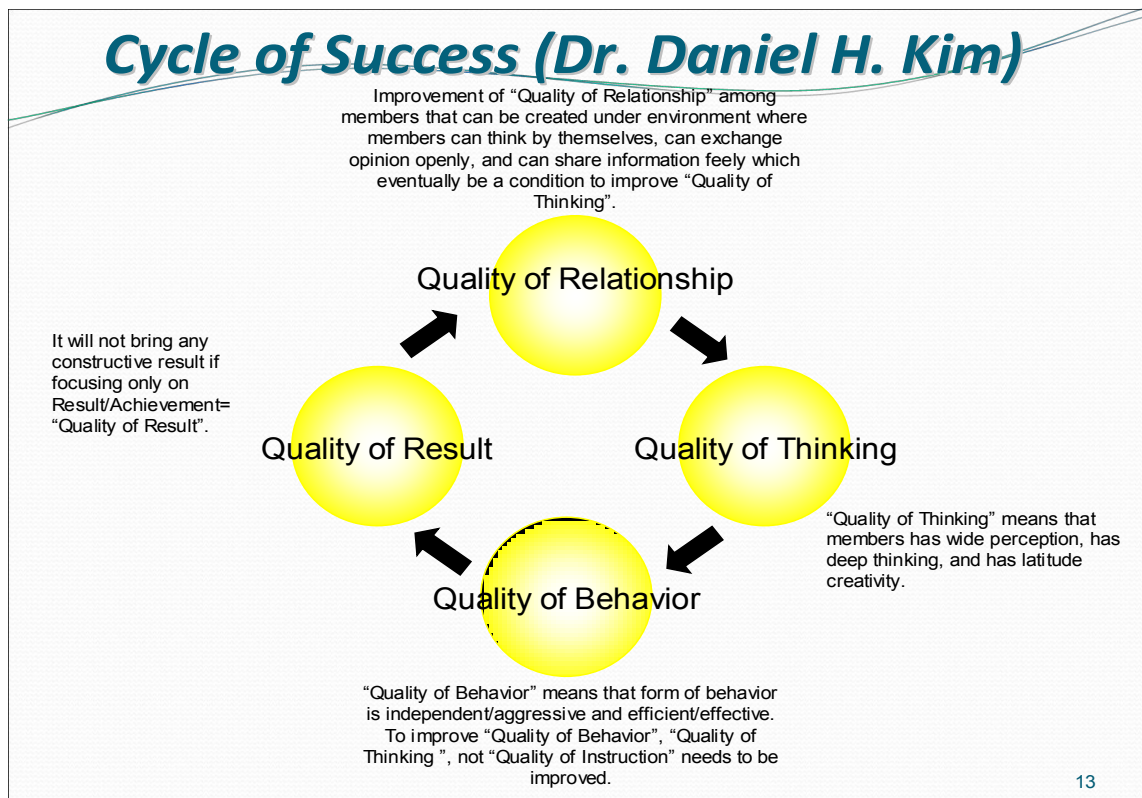 Cycle of Success (Dr. Daniel H. Kim)
Improvement of “Quality of Relationship” among
members that can be created under environment where
members can think by themselves, can exchange
opinion openly, and can share information feely which
eventually be a condition to improve “Quality of
Thinking”.
Quality of Relationship
It will not bring any
constructive result if
focusing only on
Result/Achievement=
“Quality of Result”.
Quality of Result
Quality of Thinking
“Quality of Thinking” means that
members has wide perception, has
deep thinking, and has latitude
creativity.
Quality of Behavior
“Quality of Behavior” means that form of behavior
is independent/aggressive and efficient/effective.
To improve “Quality of Behavior”, “Quality of
Thinking ”, not “Quality of Instruction” needs to be
improved.
13